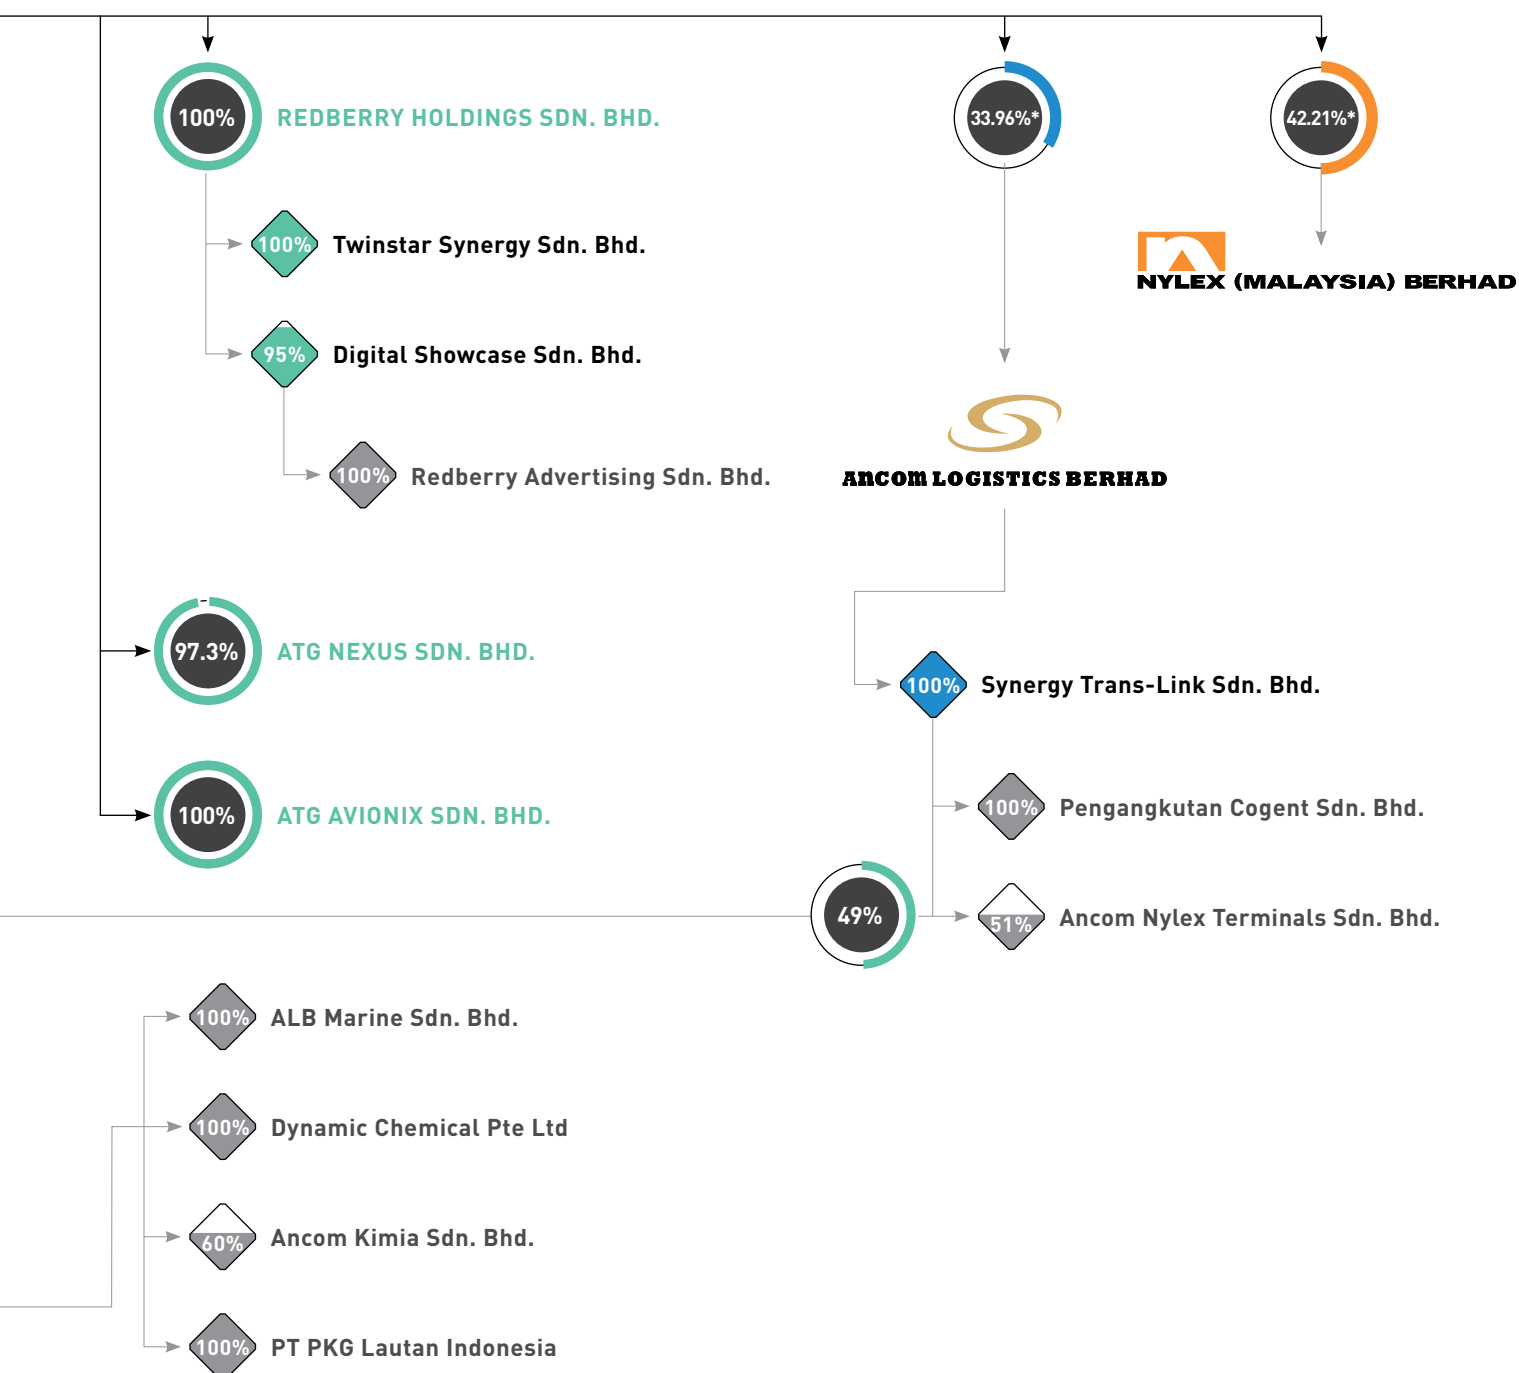 100%
REDBERRY HOLDINGS SDN. BHD.
33.96%*
42.21%*
100%
Twinstar Synergy Sdn. Bhd.
NYLEX (MALAYSIA) BERHAD
95%
Digital Showcase Sdn. Bhd.
100%
Redberry Advertising Sdn. Bhd.
ANCOM LOGISTICS BERHAD
97.3%
ATG NEXUS SDN. BHD.
100%
Synergy Trans-Link Sdn. Bhd.
100%
ATG AVIONIX SDN. BHD.
100%
Pengangkutan Cogent Sdn. Bhd.
49%
51%
Ancom Nylex Terminals Sdn. Bhd.
100%
ALB Marine Sdn. Bhd.
100%
Dynamic Chemical Pte Ltd
60%
Ancom Kimia Sdn. Bhd.
100%
PT PKG Lautan Indonesia